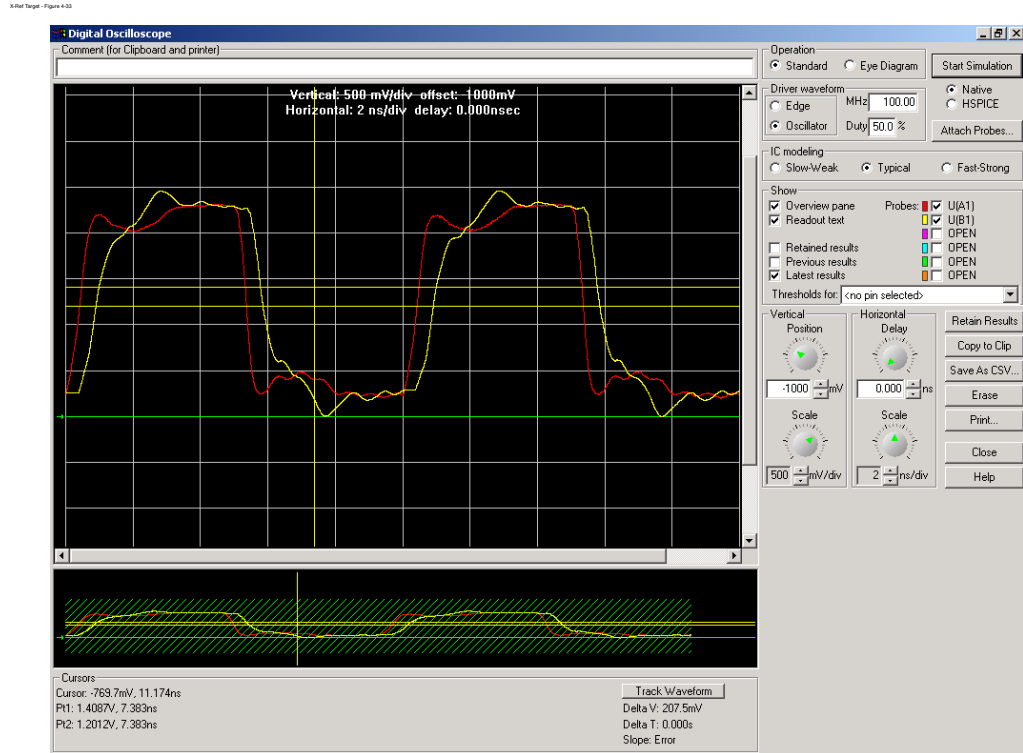 X-Ref Target - Figure 4-33
Digital Oscilloscope
Comment (for Clipboard and printer)
Vertical: 500 mV/div offset: 1000mV
Horizontal: 2 ns/div delay: 0.000nsec
Operation
Standard Eye Diagram
Start Simulation
Driver waveform
Edge
Oscillator
MHz 100.00
Duty 50.0 %
Native
HSPICE
Attach Probes...
IC modeling
Slow-Weak Typical Fast-Strong
Show
Overview pane Probes: U(A1)
Readout text U(B1)
OPEN
Retained results OPEN
Previous results OPEN
Latest results OPEN
Thresholds for: <no pin selected>
Vertical
Position
-1000 mV
Scale
500 mV/div
Horizontal
Delay
0.000 ns
Scale
2 ns/div
Retain Results
Copy to Clip
Save As CSV...
Erase
Print...
Close
Help
Cursors
Cursor: -769.7mV, 11.174ns
Pt1: 1.4087V, 7.383ns
Pt2: 1.2012V, 7.383ns
Track Waveform
Delta V: 207.5mV
Delta T: 0.000s
Slope: Error